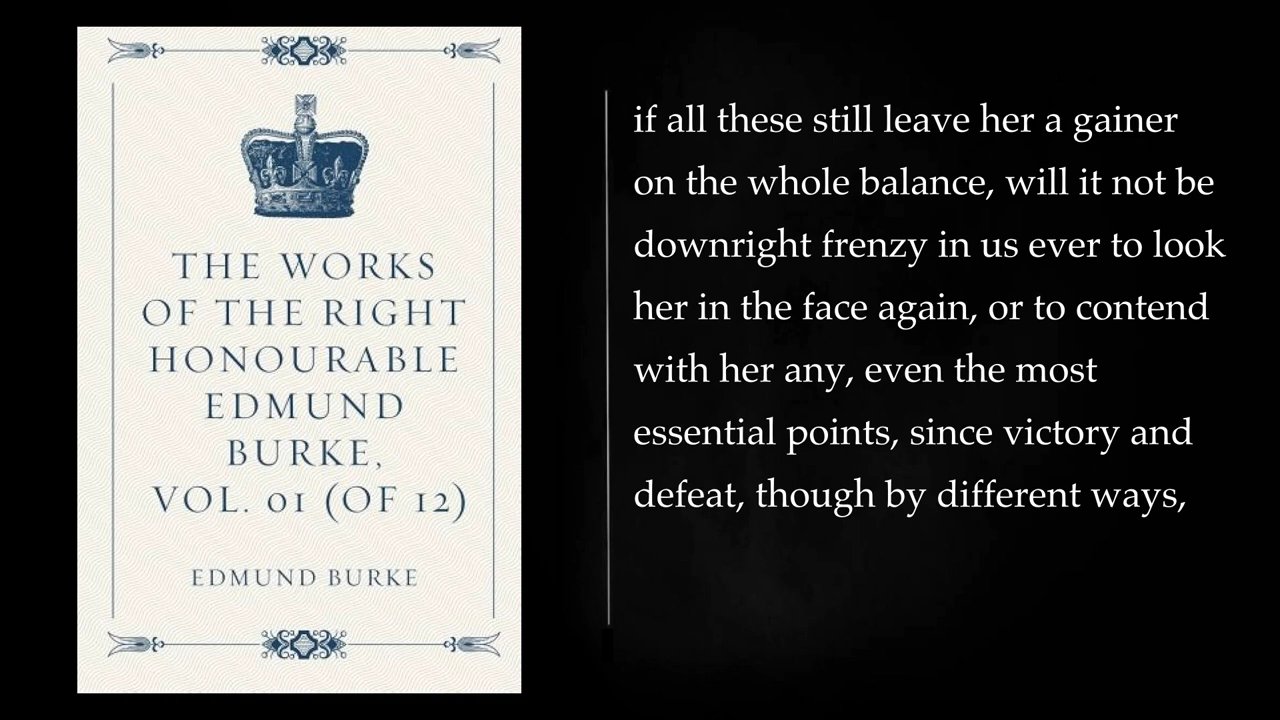 THE WORKS
OF THE RIGHT
HONOURABLE
EDMUND
BURKE,
VOL. 01 (OF 12)
EDMUND BURKE
if all these still leave her a gainer
on the whole balance, will it not be
downright frenzy in us ever to look
her in the face again, or to contend
with her any, even the most
essential points, since victory and
defeat, though by different ways,